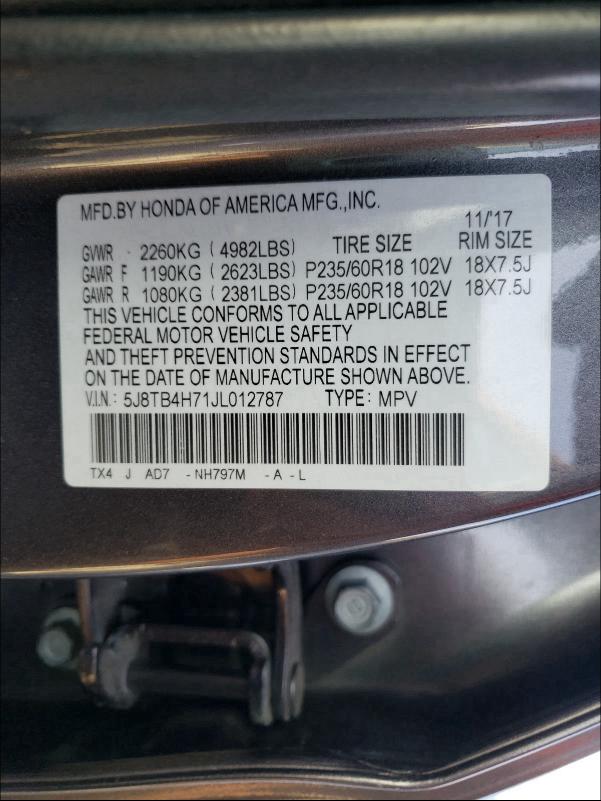 MFD.BY HONDA OF AMERICA MFG.,INC.
11/'17
GVWR - 2260KG (4982LBS) TIRE SIZE RIM SIZE
GAWR F 1190KG (2623LBS) P235/60R18 102V 18X7.5J
GAWR R 1080KG (2381LBS) P235/60R18 102V 18X7.5J
THIS VEHICLE CONFORMS TO ALL APPLICABLE
FEDERAL MOTOR VEHICLE SAFETY
AND THEFT PREVENTION STANDARDS IN EFFECT
ON THE DATE OF MANUFACTURE SHOWN ABOVE.
V.I.N.: 5J8TB4H71JL012787 TYPE: MPV
TX4 J AD7 -NH797M -A -L